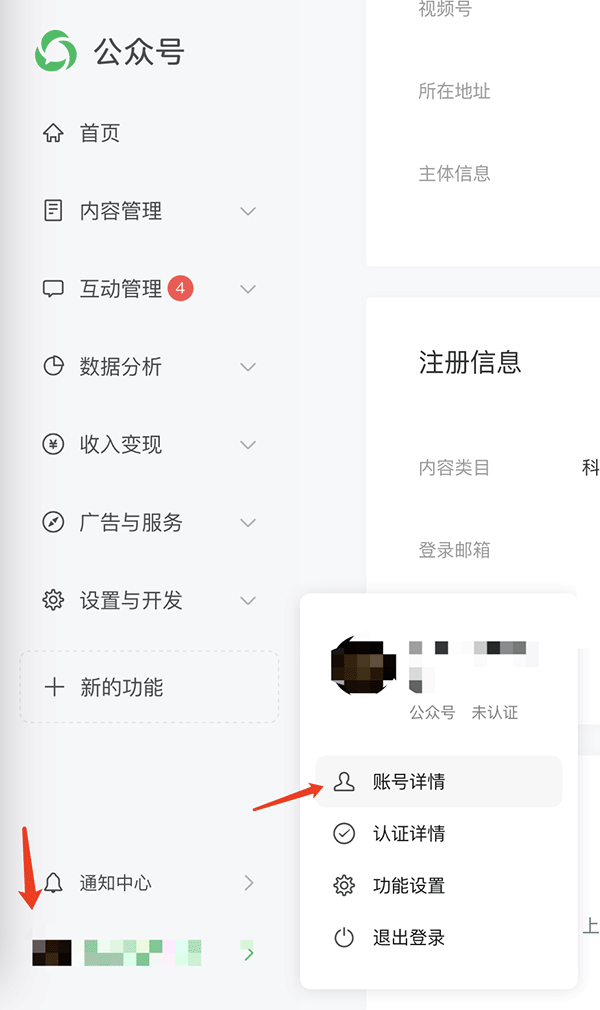 公众号
首页
内容管理
互动管理 4
数据分析
收入变现
广告与服务
设置与开发
新的功能
通知中心
视频号
所在地址
主体信息
注册信息
内容类目 科
登录邮箱
公众号 未认证
账号详情
认证详情
功能设置
退出登录
上